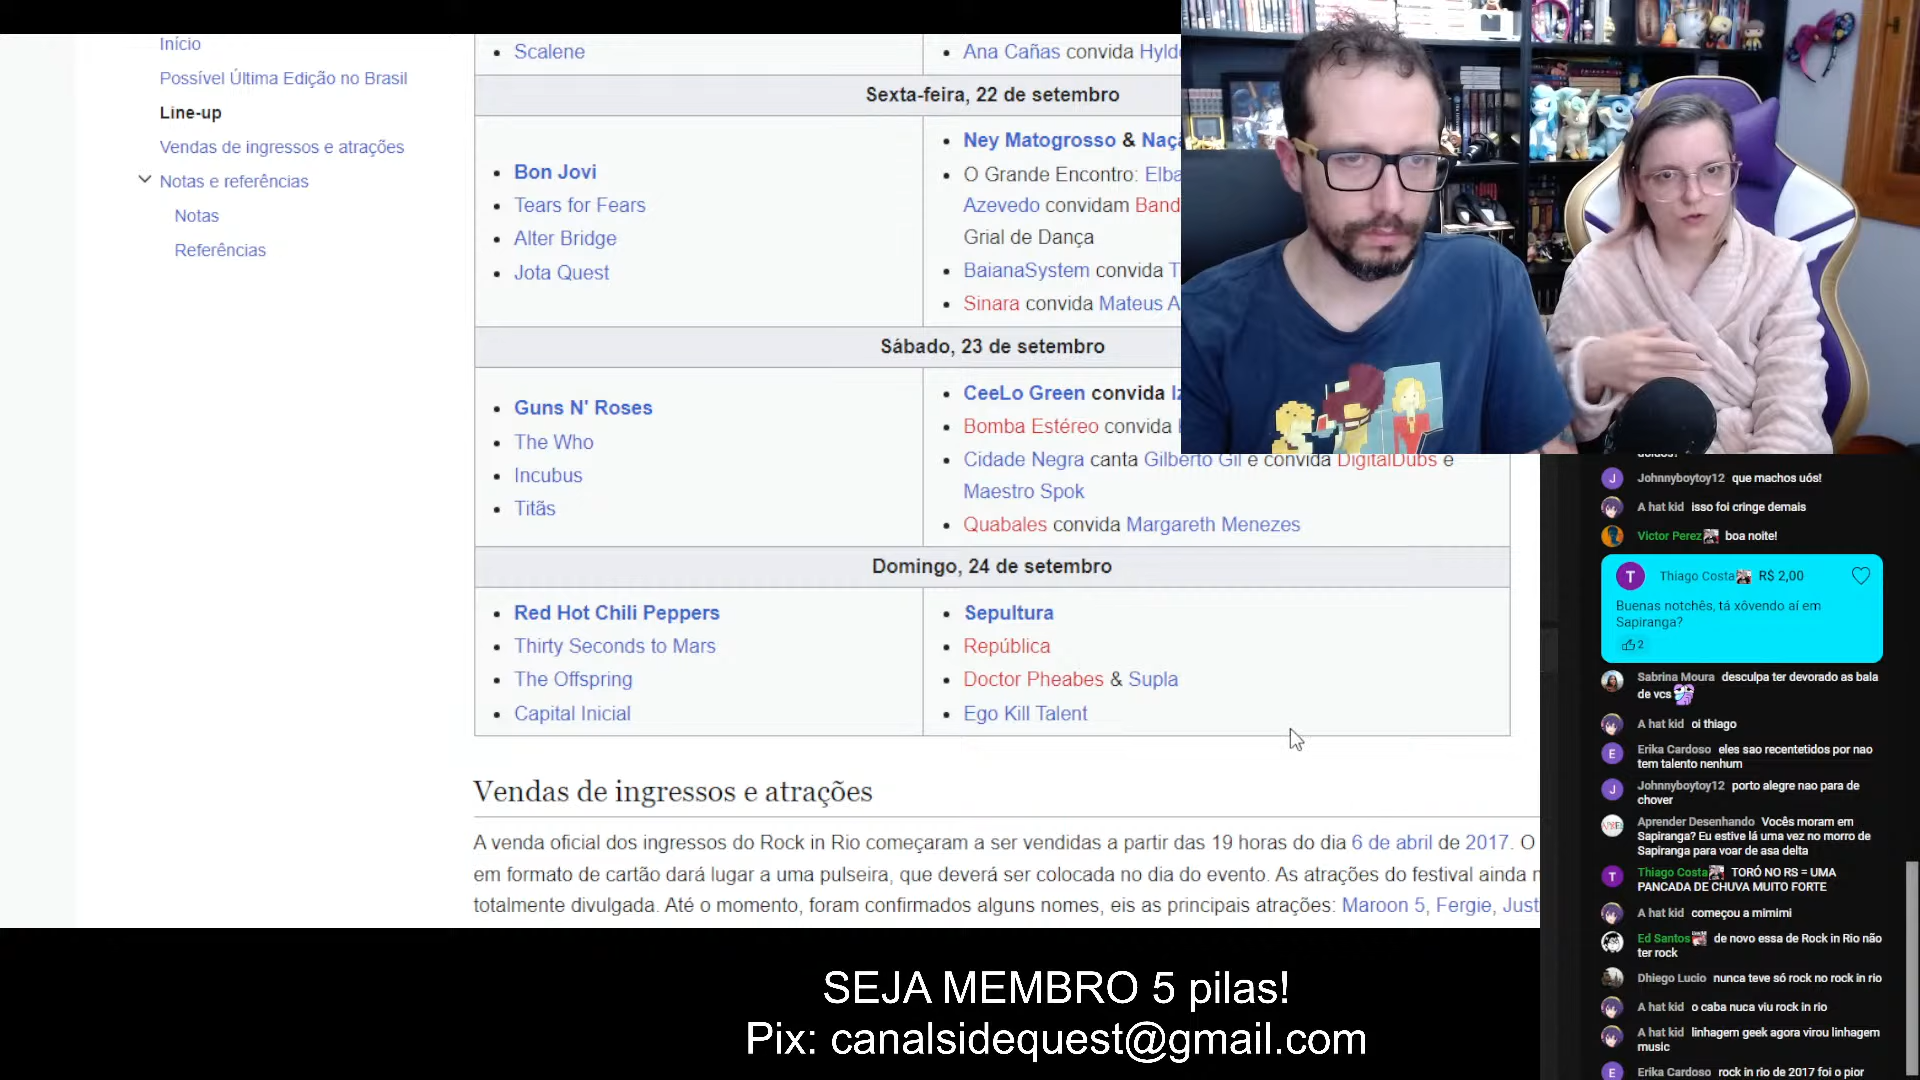 Início
Possível Última Edição no Brasil
Line-up
Vendas de ingressos e atrações
Notas e referências
Notas
Referências
Scalene
Ana Cañas convida Hyld
Sexta-feira, 22 de setembro
Bon Jovi
Tears for Fears
Alter Bridge
Jota Quest
Ney Matogrosso & Naç
O Grande Encontro: Elba
Azevedo convidam Band
Grial de Dança
BaianaSystem convida T
Sinara convida Mateus A
Sábado, 23 de setembro
Guns N' Roses
The Who
Incubus
Titãs
CeeLo Green convida Iz
Bomba Estéreo convida
Cidade Negra canta Gilberto Gil e convida DigitalDubs e
Maestro Spok
Quabales convida Margareth Menezes
Domingo, 24 de setembro
Red Hot Chili Peppers
Thirty Seconds to Mars
The Offspring
Capital Inicial
Sepultura
República
Doctor Pheabes & Supla
Ego Kill Talent
Vendas de ingressos e atrações
A venda oficial dos ingressos do Rock in Rio começaram a ser vendidas a partir das 19 horas do dia 6 de abril de 2017. O
em formato de cartão dará lugar a uma pulseira, que deverá ser colocada no dia do evento. As atrações do festival ainda n
totalmente divulgada. Até o momento, foram confirmados alguns nomes, eis as principais atrações: Maroon 5, Fergie, Just
SEJA MEMBRO 5 pilas!
Pix: canalsidequest@gmail.com
J Johnnyboytoy12 que machos uós!
A hat kid isso foi cringe demais
Victor Perez boa noite!
T Thiago Costa R$ 2,00
Buenas notchês, tá xôvendo aí em
Sapiranga?
2
Sabrina Moura desculpa ter devorado as bala
de vcs
A hat kid oi thiago
E Erika Cardoso eles sao recentetidos por nao
tem talento nenhum
J Johnnyboytoy12 porto alegre nao para de
chover
Aprender Desenhando Vocês moram em
Sapiranga? Eu estive lá uma vez no morro de
Sapiranga para voar de asa delta
T Thiago Costa TORÓ NO RS = UMA
PANCADA DE CHUVA MUITO FORTE
A hat kid começou a mimimi
Ed Santos de novo essa de Rock in Rio não
ter rock
Dhiego Lucio nunca teve só rock no rock in rio
A hat kid o caba nuca viu rock in rio
A hat kid linhagem geek agora virou linhagem
music
E Erika Cardoso rock in rio de 2017 foi o pior